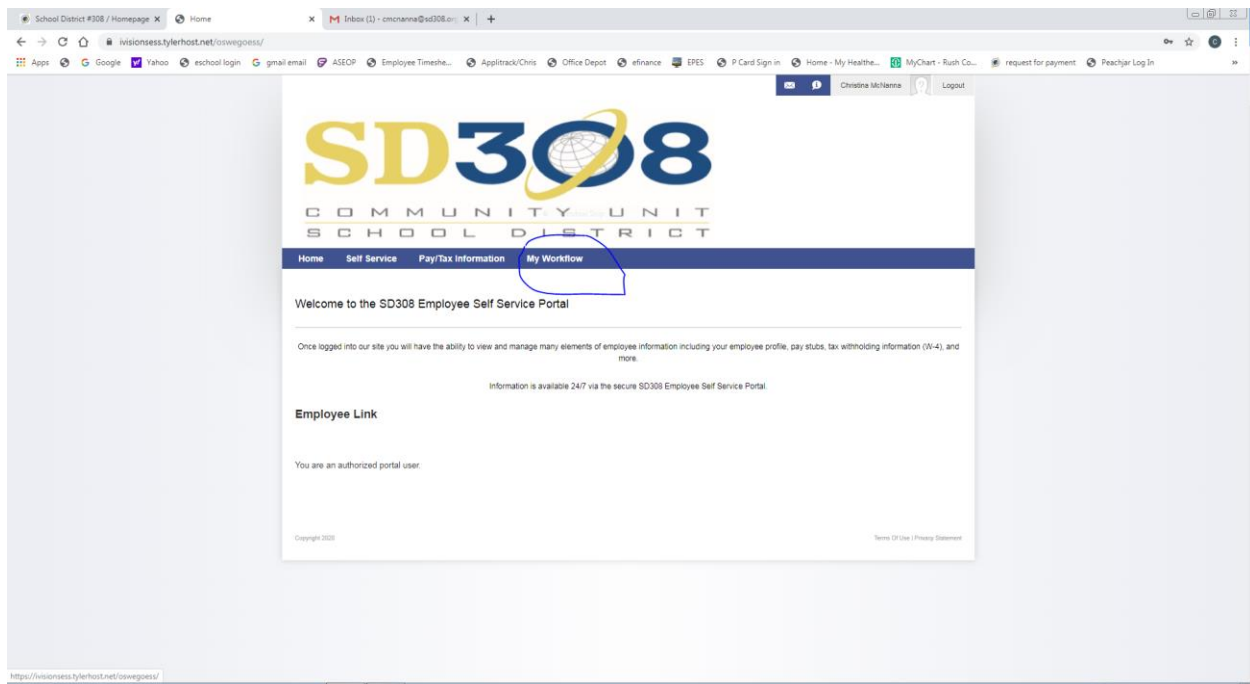 School District #308 / Homepage
Home
Inbox (1) - cmcnanna@sd308.or
ivisionsess.tylerhost.net/oswegoess/
Apps
Google
Yahoo
eschool login
gmail email
ASEOP
Employee Timeshe...
Applitrack/Chris
Office Depot
efinance
EPES
P Card Sign in
Home - My Healthe...
MyChart - Rush Co...
request for payment
Peachjar Log In
Christina McNanna
Logout
SD308
COMMUNITY UNIT
SCHOOL DISTRICT
Home Self Service Pay/Tax Information My Workflow
Welcome to the SD308 Employee Self Service Portal
Once logged into our site you will have the ability to view and manage many elements of employee information including your employee profile, pay stubs, tax withholding information (W-4), and
more.
Information is available 24/7 via the secure SD308 Employee Self Service Portal.
Employee Link
You are an authorized portal user.
Copyright 2020
Terms Of Use | Privacy Statement
https://ivisionsess.tylerhost.net/oswegoess/